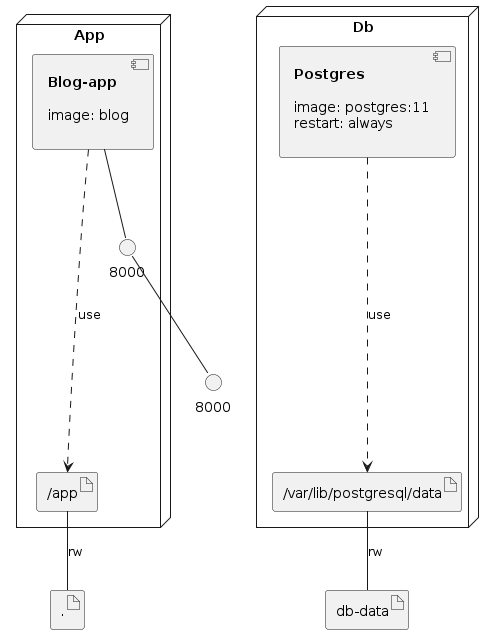 App
Blog-app
image: blog
8000
use
8000
/app
rw
.
Db
Postgres
image: postgres:11
restart: always
use
/var/lib/postgresql/data
rw
db-data